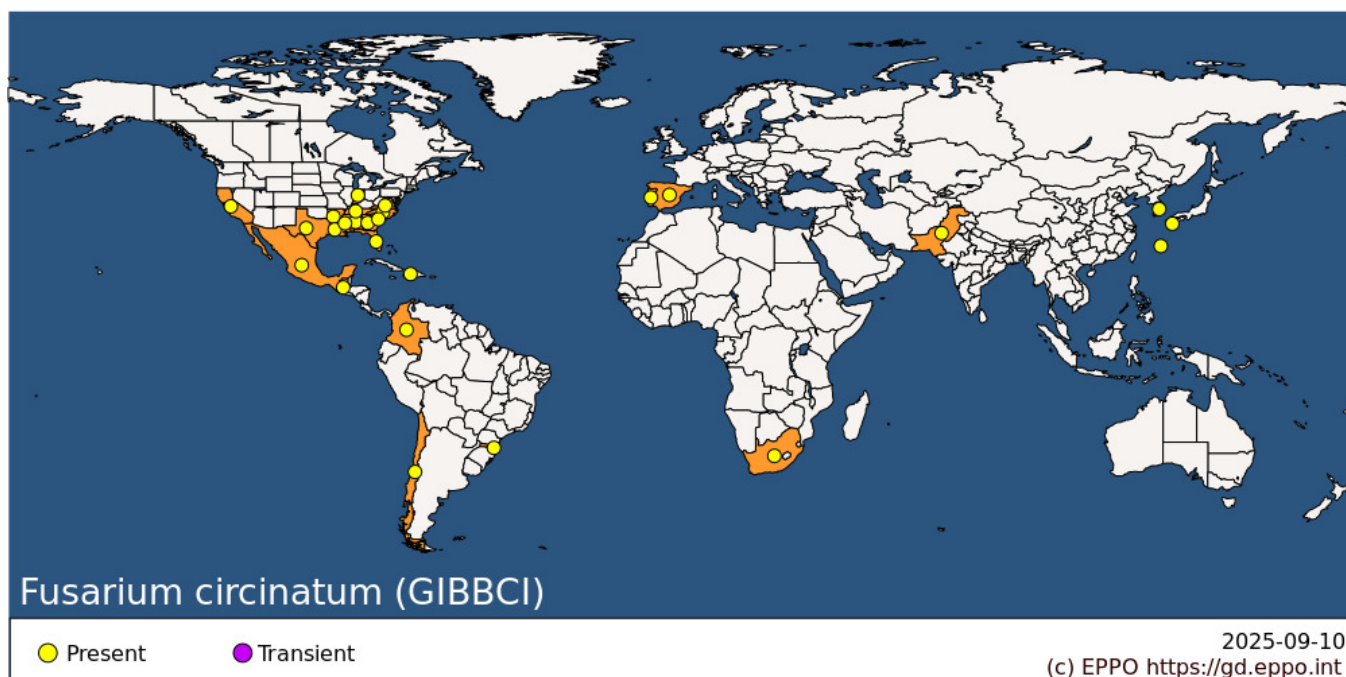 Fusarium circinatum (GIBBCI)
Present
Transient
2025-09-10
(c) EPPO https://gd.eppo.int